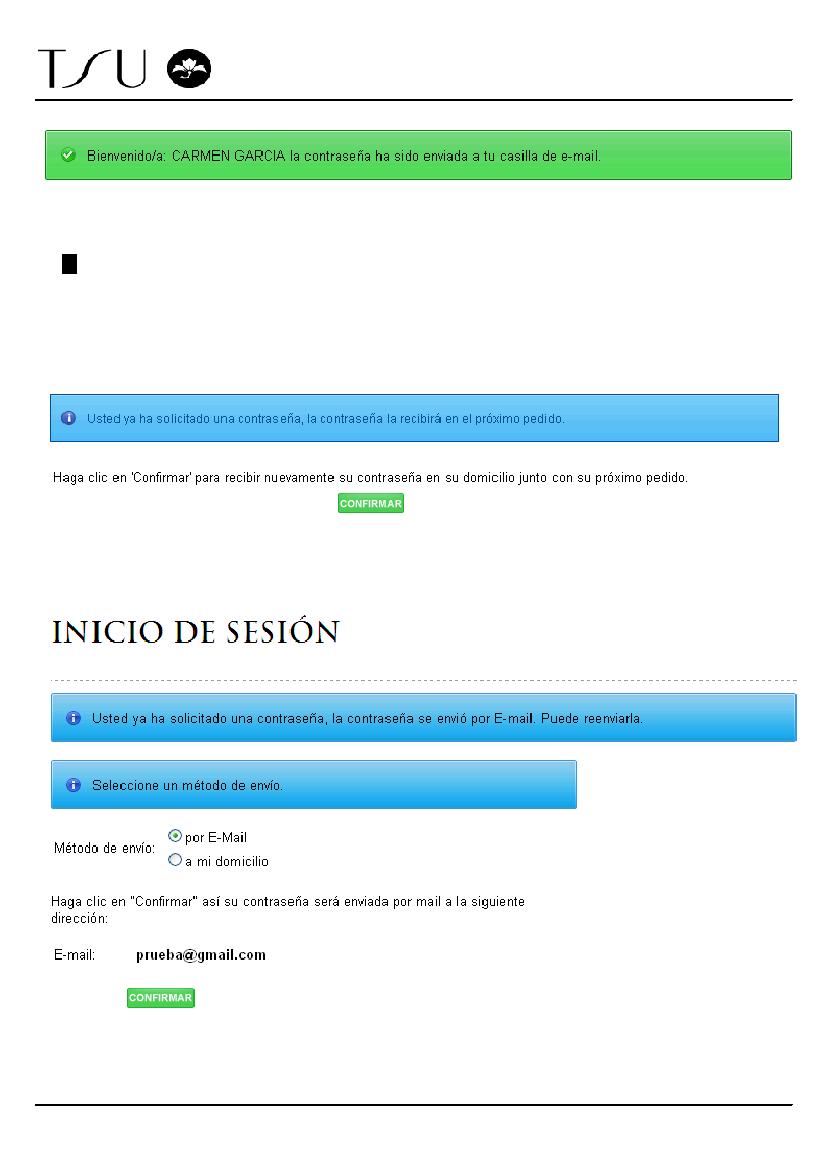 TSU
Bienvenido/a: CARMEN GARCIA la contraseña ha sido enviada a tu casilla de e-mail.
Usted ya ha solicitado una contraseña, la contraseña la recibirá en el próximo pedido.
Haga clic en 'Confirmar' para recibir nuevamente su contraseña en su domicilio junto con su próximo pedido.
CONFIRMAR
INICIO DE SESIÓN
Usted ya ha solicitado una contraseña, la contraseña se envió por E-mail. Puede reenviarla.
Seleccione un método de envío.
Método de envío:
por E-Mail
a mi domicilio
Haga clic en "Confirmar" así su contraseña será enviada por mail a la siguiente
dirección:
E-mail: prueba@gmail.com
CONFIRMAR